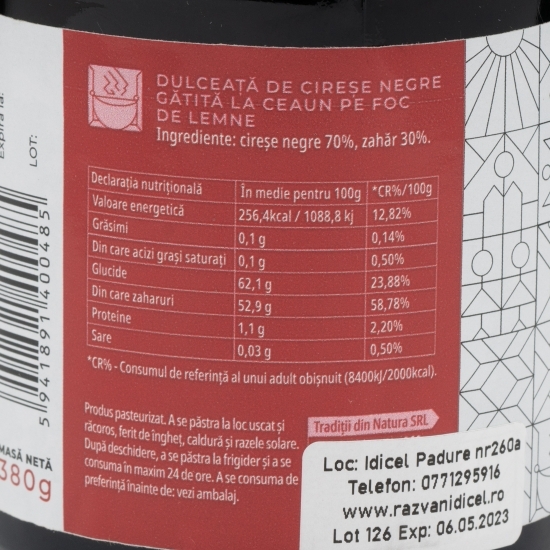 Expiră la:
LOT:
5 941891 400485
MASĂ NETĂ
380g
DULCEAȚĂ DE CIREȘE NEGRE
GĂTITĂ LA CEAUN PE FOC
DE LEMNE
Ingrediente: cireșe negre 70%, zahăr 30%.
Declarația nutrițională În medie pentru 100g *CR%/100g
Valoare energetică 256,4kcal / 1088,8 kj 12,82%
Grăsimi 0,1 g 0,14%
Din care acizi grași saturați 0,1 g 0,50%
Glucide 62,1 g 23,88%
Din care zaharuri 52,9 g 58,78%
Proteine 1,1 g 2,20%
Sare 0,03 g 0,50%
*CR% - Consumul de referință al unui adult obișnuit (8400kJ/2000kcal).
Produs pasteurizat. A se păstra la loc uscat și
răcoros, ferit de îngheț, caldură și razele solare.
După deschidere, a se păstra la frigider și a se
consuma în maxim 24 de ore. A se consuma de
preferință înainte de: vezi ambalaj.
Tradiții din Natura SRL
Loc: Idicel Padure nr260a
Telefon: 0771295916
www.razvanidicel.ro
Lot 126 Exp: 06.05.2023